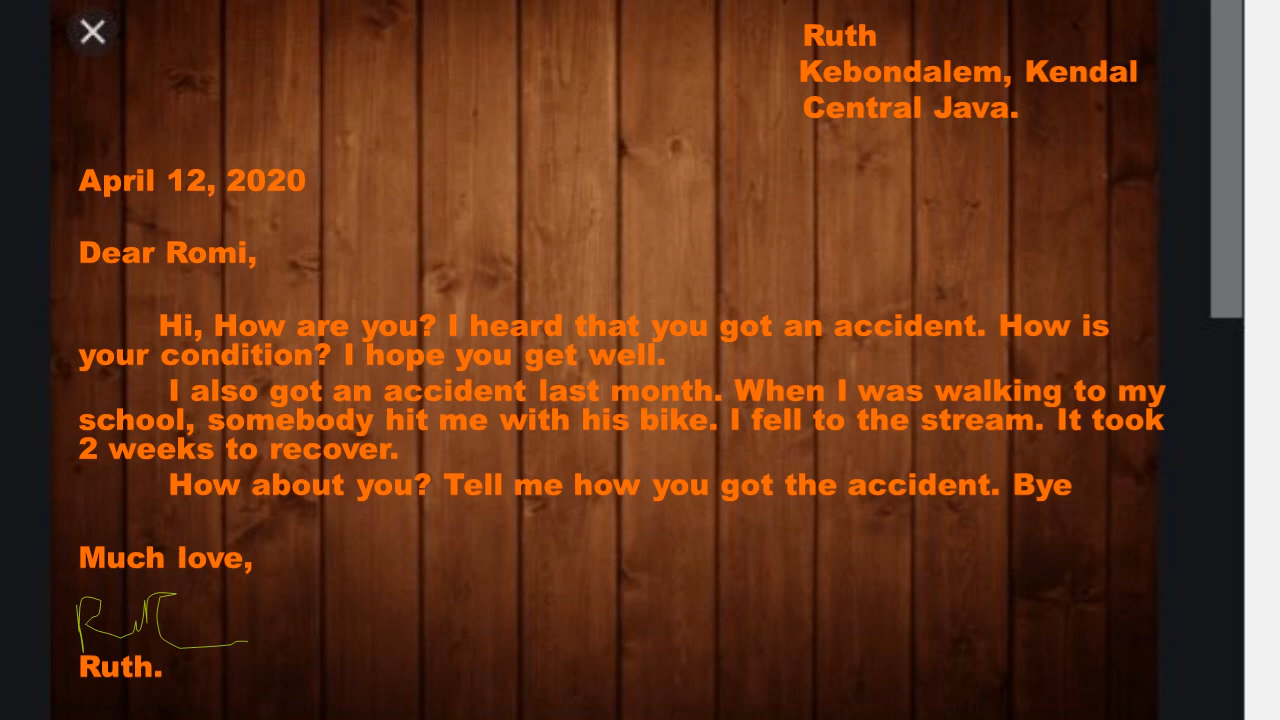 Ruth
Kebondalem, Kendal
Central Java.
April 12, 2020
Dear Romi,
Hi, How are you? I heard that you got an accident. How is
your condition? I hope you get well.
I also got an accident last month. When I was walking to my
school, somebody hit me with his bike. I fell to the stream. It took
2 weeks to recover.
How about you? Tell me how you got the accident. Bye
Much love,
Ruth.